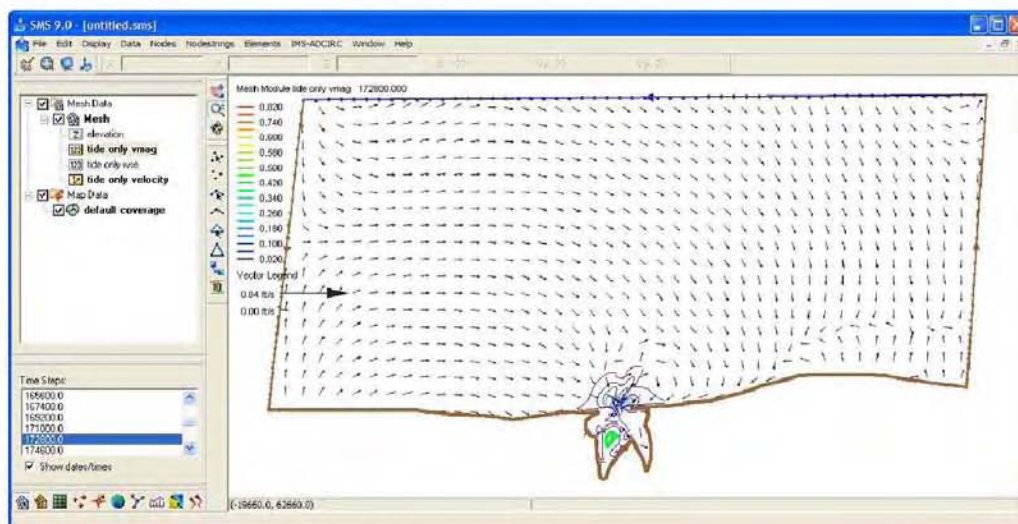 SMS 9.0 - [untitled.sms]
File Edit Display Data Nodes Nodestrings Elements IMS-ADCIRC Window Help
Mesh Data
Mesh
elevation
tide only vmag
tide only wse
tide only velocity
Map Data
default coverage
Time Steps:
165600.0
167400.0
169200.0
171000.0
172800.0
174600.0
Show dates/times
Mesh Module tide only vmag 172800.000
0.820
0.740
0.660
0.580
0.500
0.420
0.340
0.260
0.180
0.100
0.020
Vector Legend
0.84 ft/s
0.00 ft/s
(-19660.0, 62660.0)